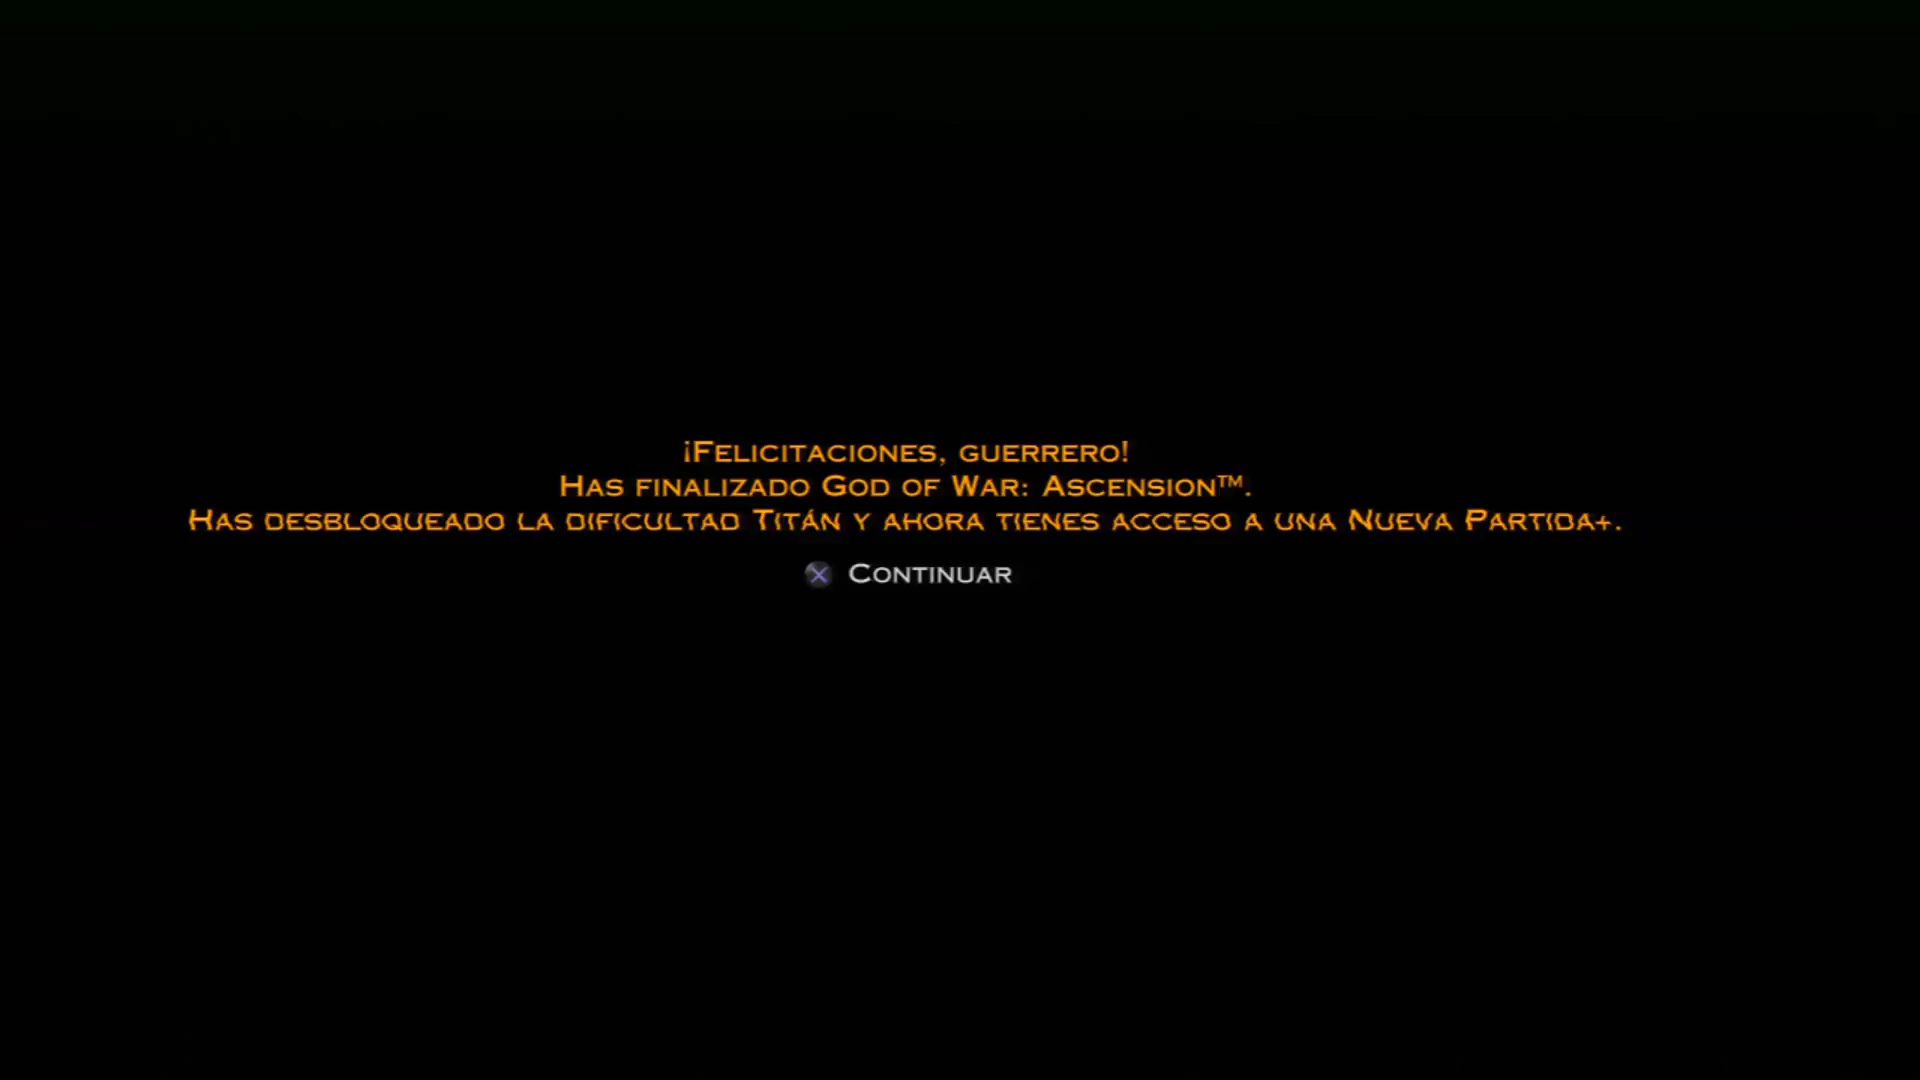 ¡Felicitaciones, guerrero!
Has finalizado God of War: Ascension™.
Has desbloqueado la dificultad Titán y ahora tienes acceso a una Nueva Partida+.
Continuar